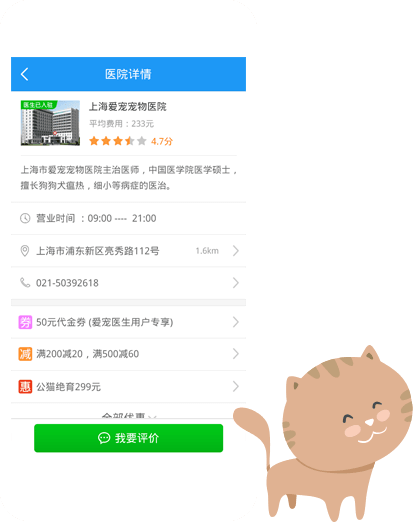 医院详情
医生已入驻
上海爱宠宠物医院
平均费用：233元
4.7分
上海市爱宠宠物医院主治医师，中国医学院医学硕士，
擅长狗狗犬瘟热，细小等病症的医治。
营业时间 ：09:00 ---- 21:00
上海市浦东新区亮秀路112号 1.6km
021-50392618
券 50元代金券 (爱宠医生用户专享)
减 满200减20，满500减60
惠 公猫绝育299元
全部优惠
我要评价